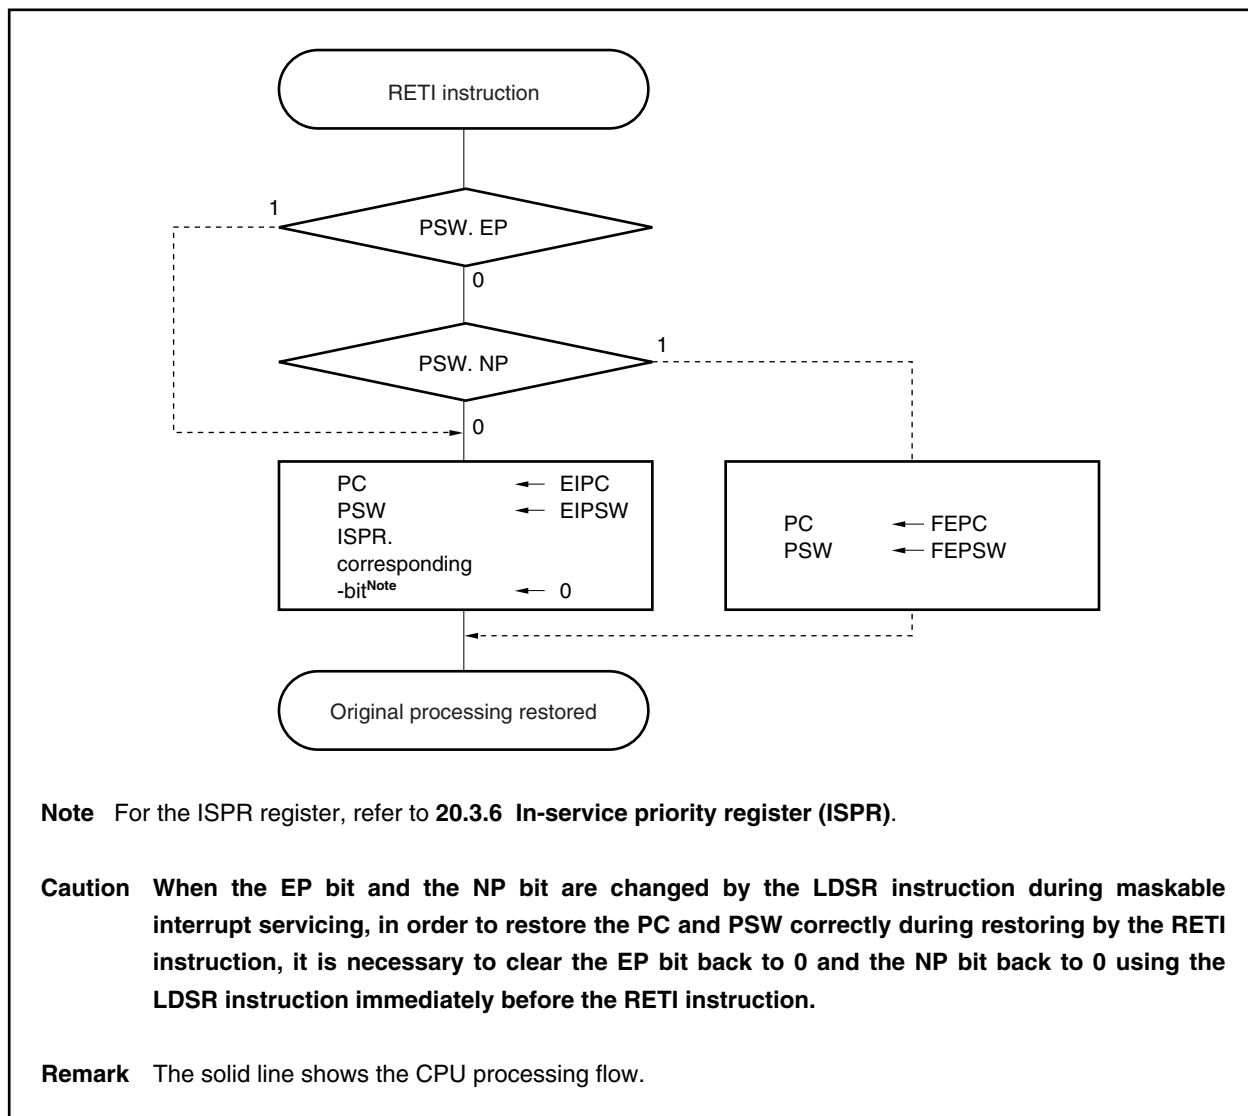 RETI instruction
1
PSW. EP
0
1
PSW. NP
0
PC ← EIPC
PSW ← EIPSW
ISPR.
corresponding
-bitNote ← 0
PC ← FEPC
PSW ← FEPSW
Original processing restored
Note For the ISPR register, refer to 20.3.6 In-service priority register (ISPR).
Caution When the EP bit and the NP bit are changed by the LDSR instruction during maskable
interrupt servicing, in order to restore the PC and PSW correctly during restoring by the RETI
instruction, it is necessary to clear the EP bit back to 0 and the NP bit back to 0 using the
LDSR instruction immediately before the RETI instruction.
Remark The solid line shows the CPU processing flow.